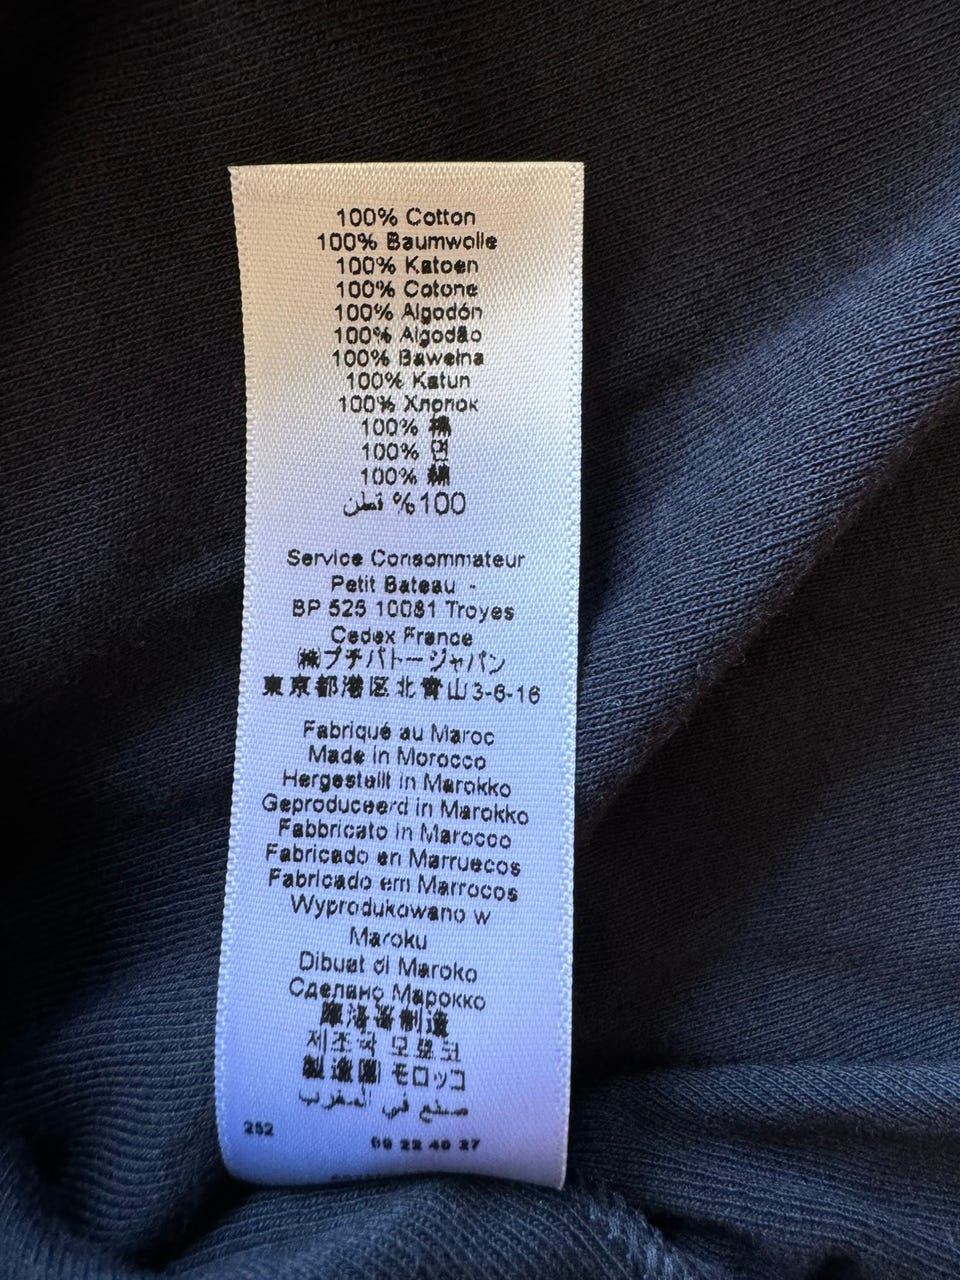 100% Cotton
100% Baumwolle
100% Katoen
100% Cotone
100% Algodón
100% Algodão
100% Bawełna
100% Katun
100% Хлопок
100% 棉
100% 면
100% 綿
100% قطن
Service Consommateur
Petit Bateau -
BP 525 10081 Troyes
Cedex France
㈱プチバトージャパン
東京都港区北青山3-6-16
Fabriqué au Maroc
Made in Morocco
Hergestellt in Marokko
Geproduceerd in Marokko
Fabbricato in Marocco
Fabricado en Marruecos
Fabricado em Marrocos
Wyprodukowano w
Maroku
Dibuat di Maroko
Сделано Марокко
摩洛哥制造
제조국 모로코
製造国 モロッコ
صنع في المغرب
252
09 22 40 27